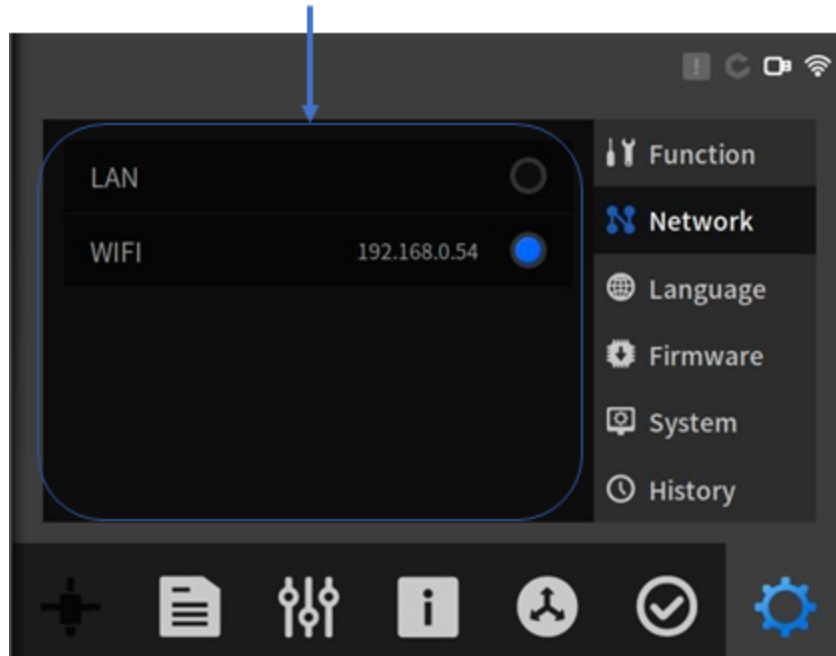 LAN
WIFI 192.168.0.54
Function
Network
Language
Firmware
System
History